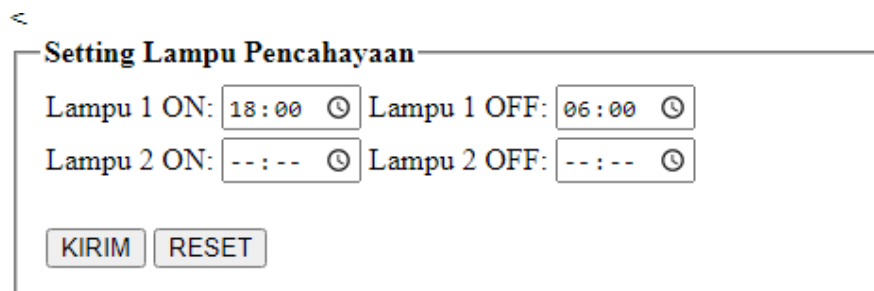 <
Setting Lampu Pencahayaan
Lampu 1 ON: 18:00 Lampu 1 OFF: 06:00
Lampu 2 ON: --:-- Lampu 2 OFF: --:--
KIRIM RESET